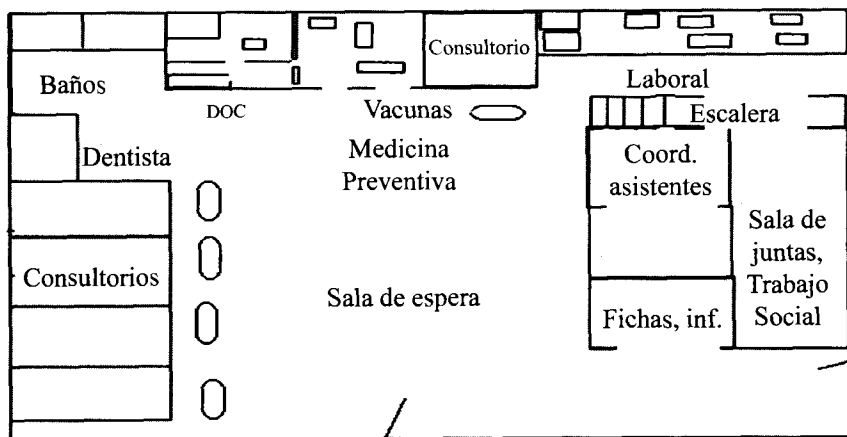 Consultorio
Baños
Laboral
DOC
Vacunas
Escalera
Medicina
Preventiva
Dentista
Coord.
asistentes
Sala de
juntas,
Trabajo
Social
Consultorios
Sala de espera
Fichas, inf.